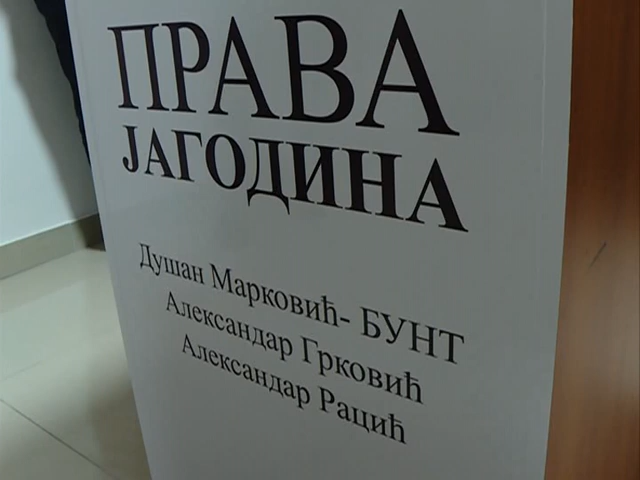 ПРАВА
ЈАГОДИНА
Душан Марковић- БУНТ
Александар Грковић
Александар Рацић